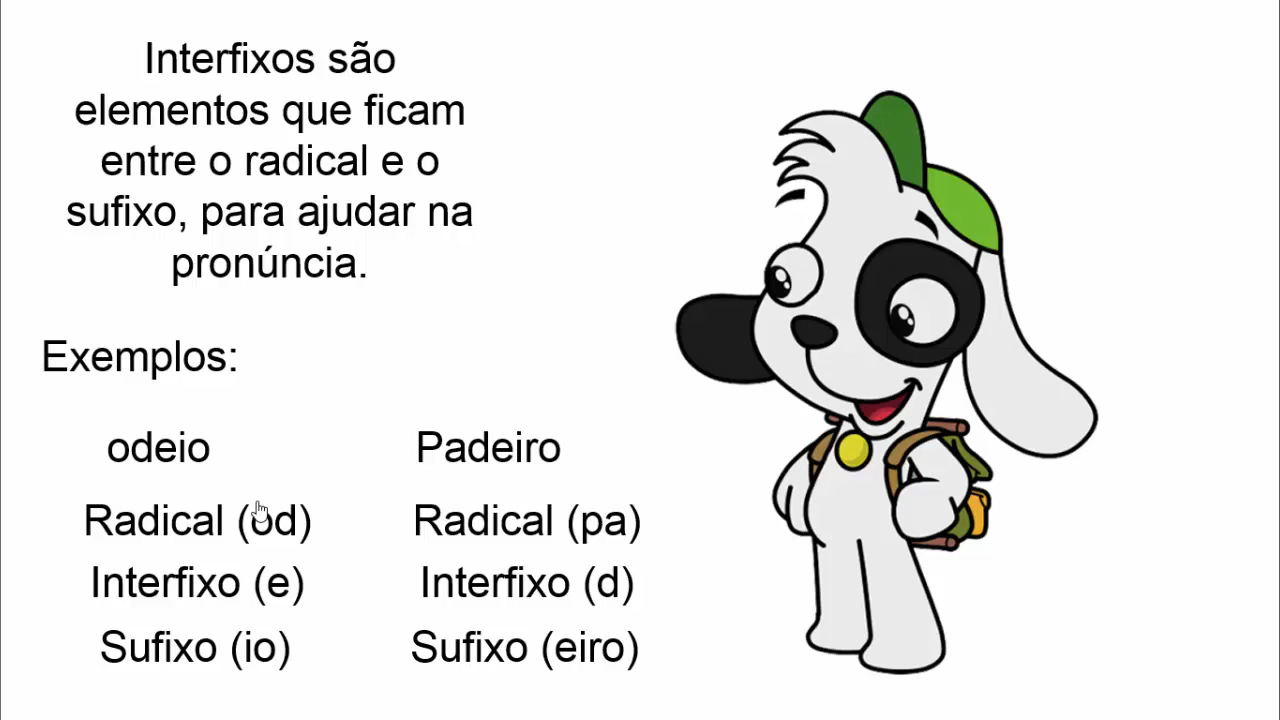 Interfixos são
elementos que ficam
entre o radical e o
sufixo, para ajudar na
pronúncia.
Exemplos:
odeio
Radical (od)
Interfixo (e)
Sufixo (io)
Padeiro
Radical (pa)
Interfixo (d)
Sufixo (eiro)